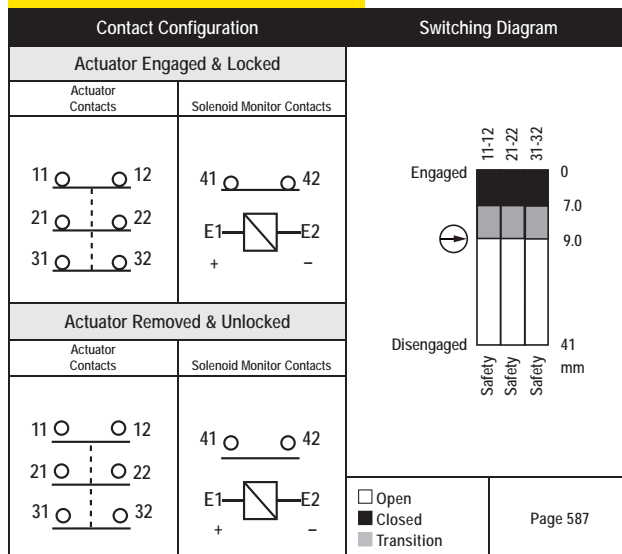 Contact Configuration
Switching Diagram
Actuator Engaged & Locked
Actuator
Contacts
Solenoid Monitor Contacts
11 12
21 22
31 32
41 42
E1 E2
+ –
Actuator Removed & Unlocked
Actuator
Contacts
Solenoid Monitor Contacts
11 12
21 22
31 32
41 42
E1 E2
+ –
11-12
21-22
31-32
Engaged 0
7.0
9.0
Disengaged 41
mm
Safety
Safety
Safety
Open
Closed
Transition
Page 587